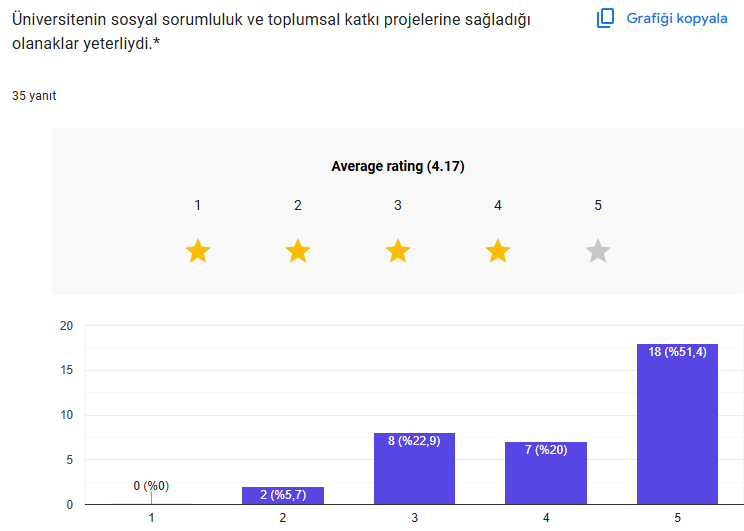 Üniversitenin sosyal sorumluluk ve toplumsal katkı projelerine sağladığı
olanaklar yeterliydi.*
Grafiği kopyala
35 yanıt
Average rating (4.17)
1 2 3 4 5
20
15
10
5
0
0 (%0)
2 (%5,7)
8 (%22,9)
7 (%20)
18 (%51,4)
1 2 3 4 5